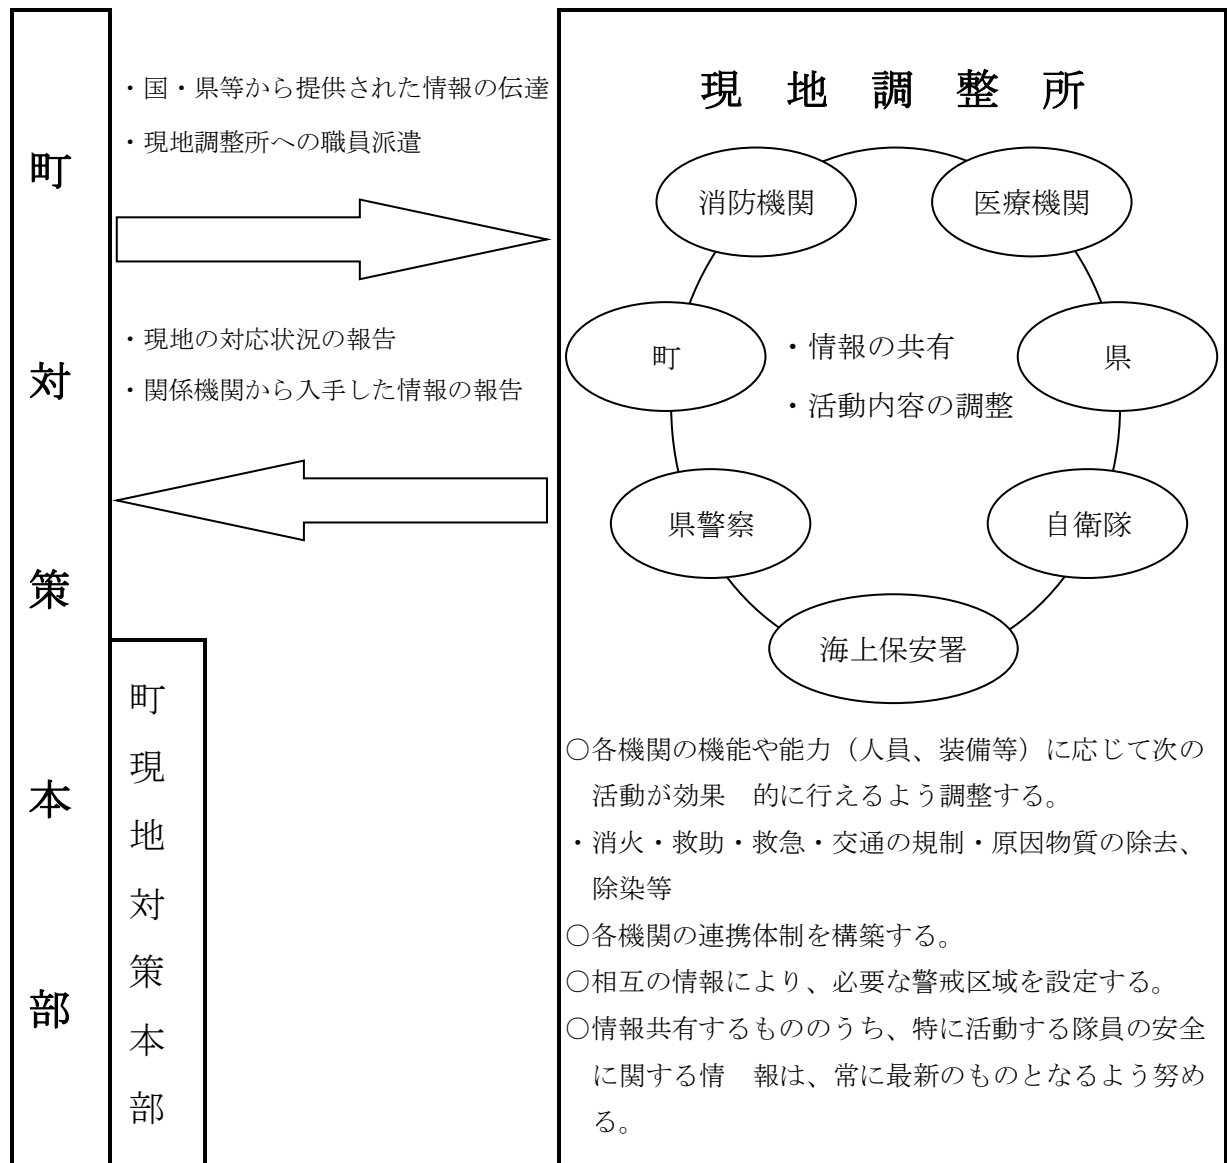 町対策本部
町現地対策本部
・国・県等から提供された情報の伝達
・現地調整所への職員派遣
・現地の対応状況の報告
・関係機関から入手した情報の報告
現地調整所
消防機関
医療機関
町
県
・情報の共有
・活動内容の調整
県警察
自衛隊
海上保安署
○各機関の機能や能力（人員、装備等）に応じて次の
活動が効果　的に行えるよう調整する。
・消火・救助・救急・交通の規制・原因物質の除去、
除染等
○各機関の連携体制を構築する。
○相互の情報により、必要な警戒区域を設定する。
○情報共有するもののうち、特に活動する隊員の安全
に関する情　報は、常に最新のものとなるよう努め
る。